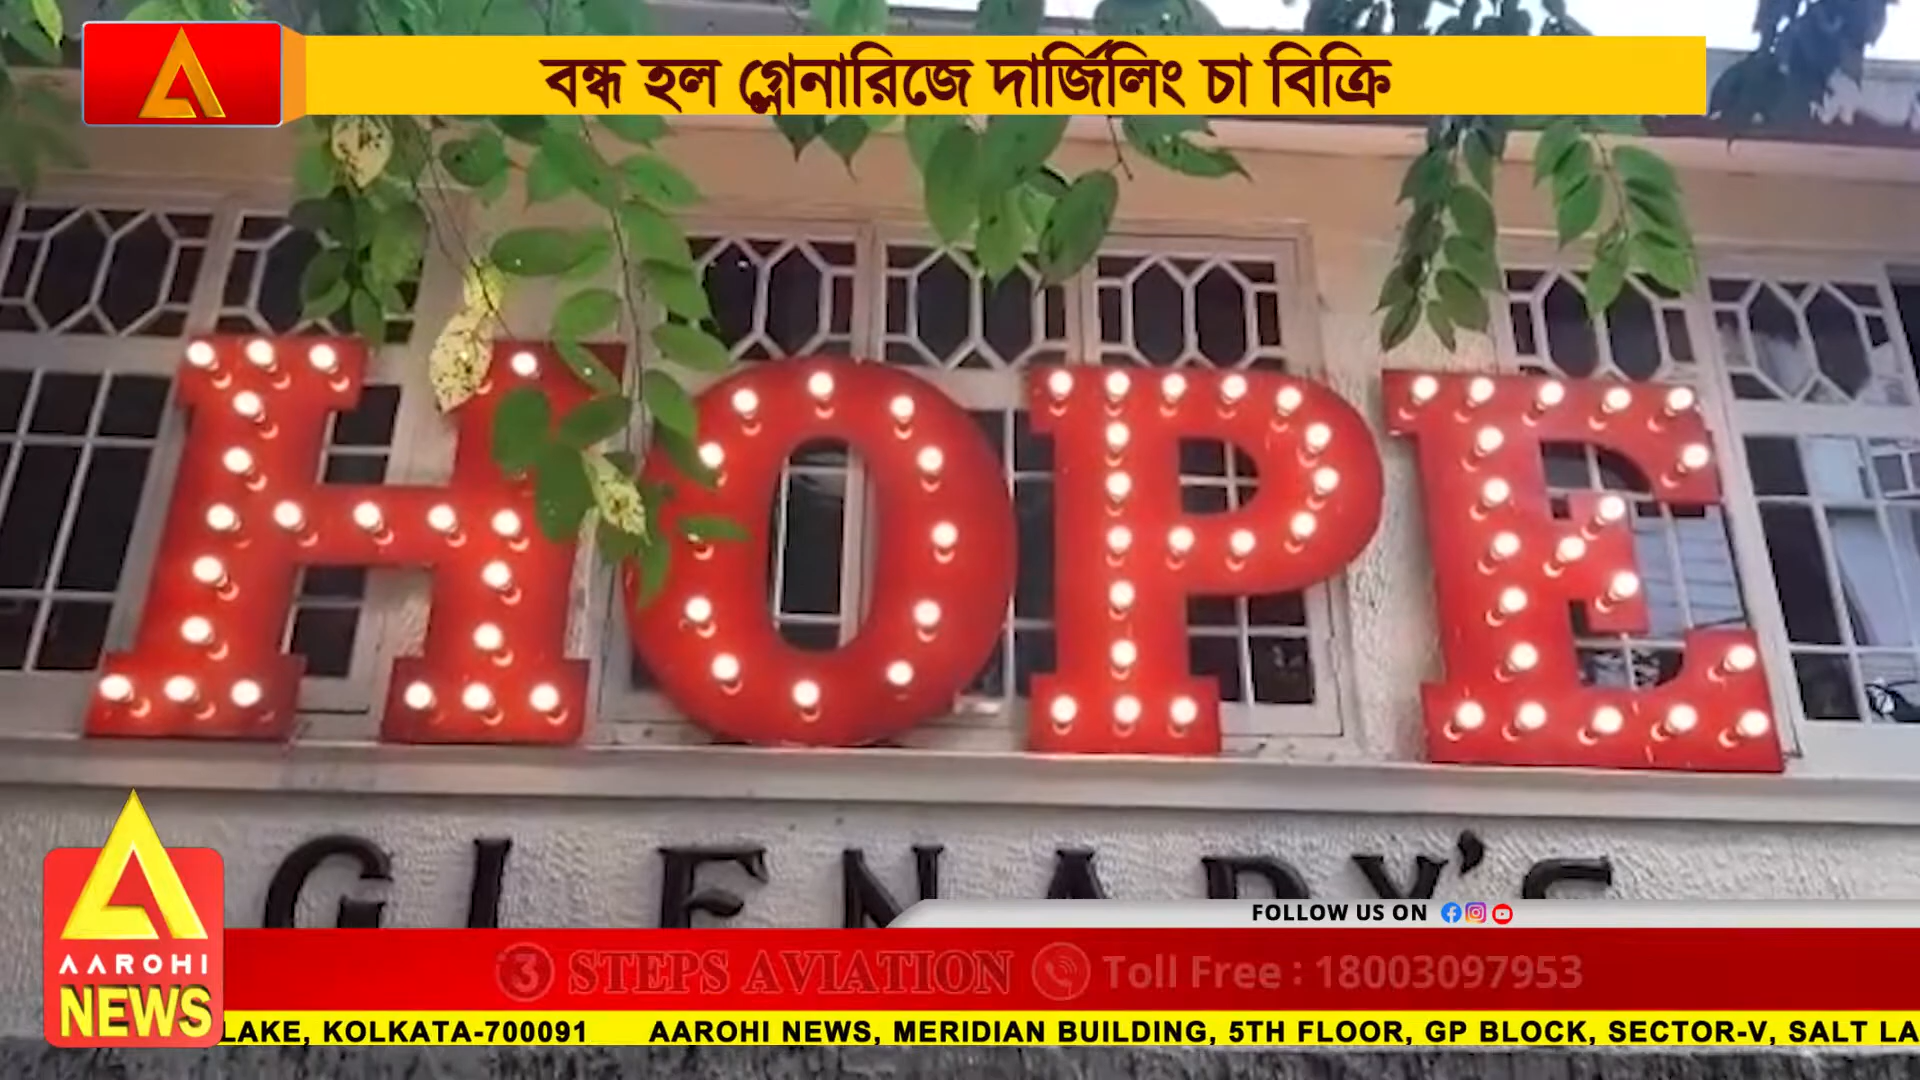 বন্ধ হল গ্লেনারিজে দার্জিলিং চা বিক্রি
HOPE
GLENARY'S
FOLLOW US ON
AAROHI
NEWS
3 STEPS AVIATION Toll Free : 18003097953
LAKE, KOLKATA-700091 AAROHI NEWS, MERIDIAN BUILDING, 5TH FLOOR, GP BLOCK, SECTOR-V, SALT LA